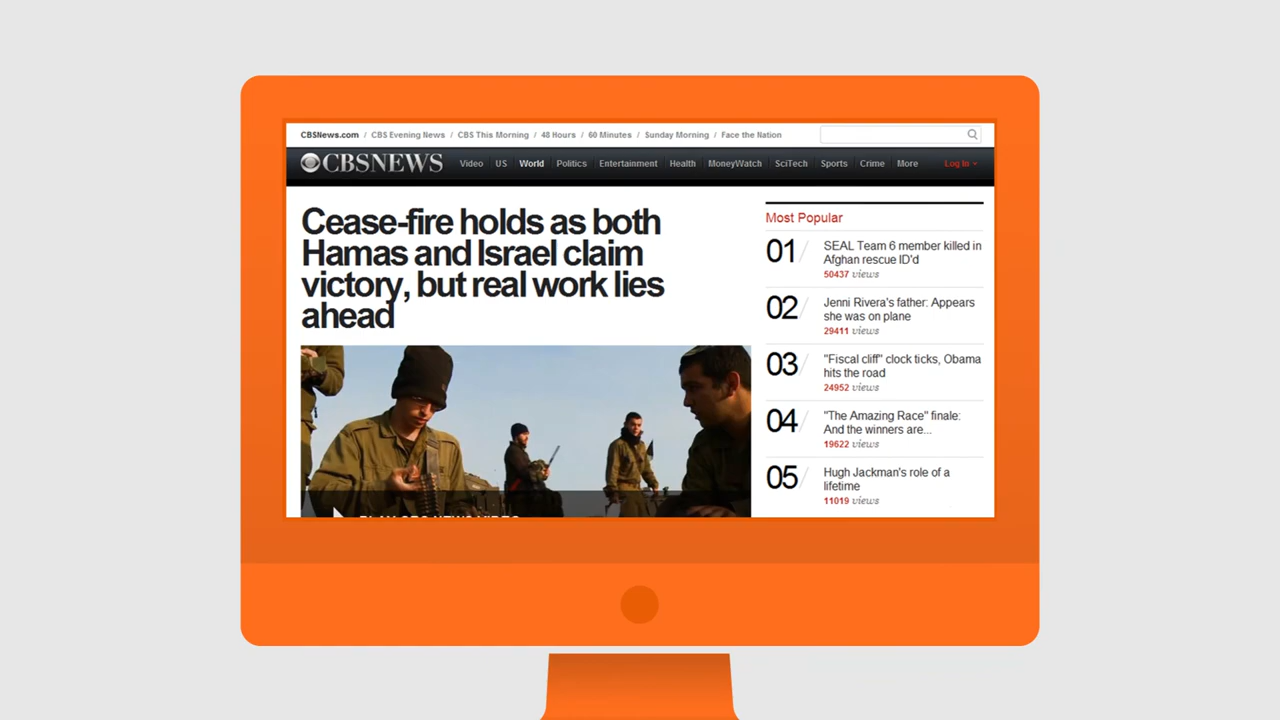 CBSNews.com / CBS Evening News / CBS This Morning / 48 Hours / 60 Minutes / Sunday Morning / Face the Nation
CBSNEWS Video US World Politics Entertainment Health MoneyWatch SciTech Sports Crime More Log In
Cease-fire holds as both
Hamas and Israel claim
victory, but real work lies
ahead
Most Popular
01/ SEAL Team 6 member killed in
Afghan rescue ID'd
50437 views
02/ Jenni Rivera's father: Appears
she was on plane
29411 views
03/ "Fiscal cliff" clock ticks, Obama
hits the road
24952 views
04/ "The Amazing Race" finale:
And the winners are...
19622 views
05/ Hugh Jackman's role of a
lifetime
11019 views
PLAY CBS NEWS VIDEO